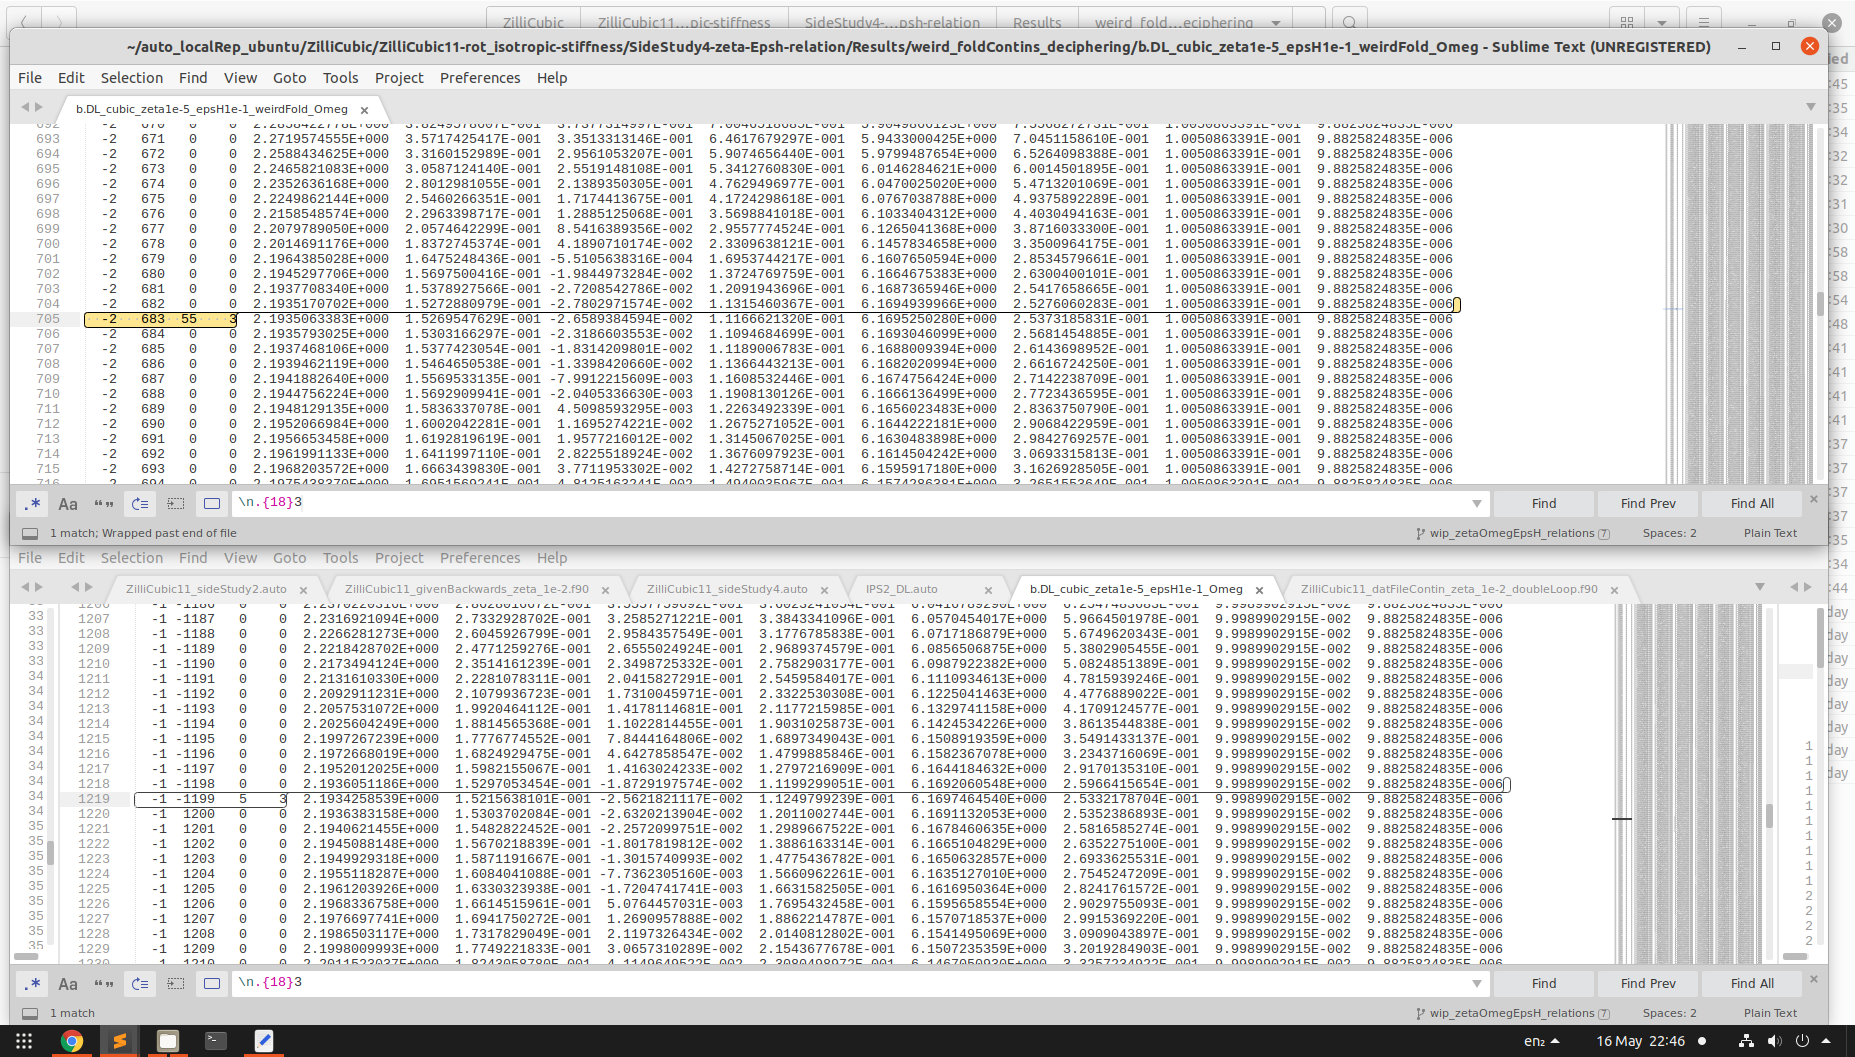 ZilliCubic ZilliCubic11…pic-stiffness SideStudy4-…psh-relation Results weird_fold…eciphering
~/auto_localRep_ubuntu/ZilliCubic/ZilliCubic11-rot_isotropic-stiffness/SideStudy4-zeta-Epsh-relation/Results/weird_foldContins_deciphering/b.DL_cubic_zeta1e-5_epsH1e-1_weirdFold_Omeg - Sublime Text (UNREGISTERED)
File Edit Selection Find View Goto Tools Project Preferences Help
b.DL_cubic_zeta1e-5_epsH1e-1_weirdFold_Omeg
693 -2 671 0 0 2.2719574555E+000 3.5717425417E-001 3.3513313146E-001 6.4617679297E-001 5.9433000425E+000 7.0451158610E-001 1.0050863391E-001 9.8825824835E-006
694 -2 672 0 0 2.2588434625E+000 3.3160152989E-001 2.9561053207E-001 5.9074656440E-001 5.9799487654E+000 6.5264098388E-001 1.0050863391E-001 9.8825824835E-006
695 -2 673 0 0 2.2465821083E+000 3.0587124140E-001 2.5519148108E-001 5.3412760830E-001 6.0146284621E+000 6.0014501895E-001 1.0050863391E-001 9.8825824835E-006
696 -2 674 0 0 2.2352636168E+000 2.8012981055E-001 2.1389350305E-001 4.7629496977E-001 6.0470025020E+000 5.4713201069E-001 1.0050863391E-001 9.8825824835E-006
697 -2 675 0 0 2.2249862144E+000 2.5460266351E-001 1.7174413675E-001 4.1724298618E-001 6.0767038788E+000 4.9375892289E-001 1.0050863391E-001 9.8825824835E-006
698 -2 676 0 0 2.2158548574E+000 2.2963398717E-001 1.2885125068E-001 3.5698841018E-001 6.1033404312E+000 4.4030494163E-001 1.0050863391E-001 9.8825824835E-006
699 -2 677 0 0 2.2079789050E+000 2.0574642299E-001 8.5416389356E-002 2.9557774524E-001 6.1265041368E+000 3.8716033300E-001 1.0050863391E-001 9.8825824835E-006
700 -2 678 0 0 2.2014691176E+000 1.8372745374E-001 4.1890710174E-002 2.3309638121E-001 6.1457834658E+000 3.3500964175E-001 1.0050863391E-001 9.8825824835E-006
701 -2 679 0 0 2.1964385028E+000 1.6475248436E-001 -5.5105638316E-004 1.6953744217E-001 6.1607650594E+000 2.8534579661E-001 1.0050863391E-001 9.8825824835E-006
702 -2 680 0 0 2.1945297706E+000 1.5697500416E-001 -1.9844973284E-002 1.3724769759E-001 6.1664675383E+000 2.6300400101E-001 1.0050863391E-001 9.8825824835E-006
703 -2 681 0 0 2.1937708340E+000 1.5378927566E-001 -2.7208542786E-002 1.2091943696E-001 6.1687365946E+000 2.5417658665E-001 1.0050863391E-001 9.8825824835E-006
704 -2 682 0 0 2.1935170702E+000 1.5272880979E-001 -2.7802971574E-002 1.1315460367E-001 6.1694939966E+000 2.5276060283E-001 1.0050863391E-001 9.8825824835E-006
705 -2 683 55 3 2.1935063383E+000 1.5269547629E-001 -2.6589384594E-002 1.1166621320E-001 6.1695250280E+000 2.5373185831E-001 1.0050863391E-001 9.8825824835E-006
706 -2 684 0 0 2.1935793025E+000 1.5303166297E-001 -2.3186603553E-002 1.1094684699E-001 6.1693046099E+000 2.5681454885E-001 1.0050863391E-001 9.8825824835E-006
707 -2 685 0 0 2.1937468106E+000 1.5377423054E-001 -1.8314209801E-002 1.1189006783E-001 6.1688009394E+000 2.6143698952E-001 1.0050863391E-001 9.8825824835E-006
708 -2 686 0 0 2.1939462119E+000 1.5464650538E-001 -1.3398420660E-002 1.1366443213E-001 6.1682020994E+000 2.6616724250E-001 1.0050863391E-001 9.8825824835E-006
709 -2 687 0 0 2.1941882640E+000 1.5569533135E-001 -7.9912215609E-003 1.1608532446E-001 6.1674756424E+000 2.7142238709E-001 1.0050863391E-001 9.8825824835E-006
710 -2 688 0 0 2.1944756224E+000 1.5692909941E-001 -2.0405336630E-003 1.1908130126E-001 6.1666136499E+000 2.7723436595E-001 1.0050863391E-001 9.8825824835E-006
711 -2 689 0 0 2.1948129135E+000 1.5836337078E-001 4.5098593295E-003 1.2263492339E-001 6.1656023483E+000 2.8363750790E-001 1.0050863391E-001 9.8825824835E-006
712 -2 690 0 0 2.1952066984E+000 1.6002042281E-001 1.1695274221E-002 1.2675271052E-001 6.1644222181E+000 2.9068422959E-001 1.0050863391E-001 9.8825824835E-006
713 -2 691 0 0 2.1956653458E+000 1.6192819619E-001 1.9577216012E-002 1.3145067025E-001 6.1630483898E+000 2.9842769257E-001 1.0050863391E-001 9.8825824835E-006
714 -2 692 0 0 2.1961991133E+000 1.6411997110E-001 2.8225518924E-002 1.3676097923E-001 6.1614504242E+000 3.0693315813E-001 1.0050863391E-001 9.8825824835E-006
715 -2 693 0 0 2.1968203572E+000 1.6663439830E-001 3.7711953302E-002 1.4272758714E-001 6.1595917180E+000 3.1626928505E-001 1.0050863391E-001 9.8825824835E-006
.* Aa \n.{18}3 Find Find Prev Find All
1 match; Wrapped past end of file wip_zetaOmegEpsH_relations 7 Spaces: 2 Plain Text
File Edit Selection Find View Goto Tools Project Preferences Help
ZilliCubic11_sideStudy2.auto ZilliCubic11_givenBackwards_zeta_1e-2.f90 ZilliCubic11_sideStudy4.auto IPS2_DL.auto b.DL_cubic_zeta1e-5_epsH1e-1_Omeg ZilliCubic11_datFileContin_zeta_1e-2_doubleLoop.f90
1207 -1 -1187 0 0 2.2316921094E+000 2.7332928702E-001 3.2585271221E-001 3.3843341096E-001 6.0570454017E+000 5.9664501978E-001 9.9989902915E-002 9.8825824835E-006
1208 -1 -1188 0 0 2.2266281273E+000 2.6045926799E-001 2.9584357549E-001 3.1776785838E-001 6.0717186879E+000 5.6749620343E-001 9.9989902915E-002 9.8825824835E-006
1209 -1 -1189 0 0 2.2218428702E+000 2.4771259276E-001 2.6555024924E-001 2.9689374579E-001 6.0856506875E+000 5.3802905455E-001 9.9989902915E-002 9.8825824835E-006
1210 -1 -1190 0 0 2.2173494124E+000 2.3514161239E-001 2.3498725332E-001 2.7582903177E-001 6.0987922382E+000 5.0824851389E-001 9.9989902915E-002 9.8825824835E-006
1211 -1 -1191 0 0 2.2131610330E+000 2.2281078311E-001 2.0415827291E-001 2.5459584017E-001 6.1110934613E+000 4.7815939246E-001 9.9989902915E-002 9.8825824835E-006
1212 -1 -1192 0 0 2.2092911231E+000 2.1079936723E-001 1.7310045971E-001 2.3322530308E-001 6.1225041463E+000 4.4776889022E-001 9.9989902915E-002 9.8825824835E-006
1213 -1 -1193 0 0 2.2057531072E+000 1.9920464112E-001 1.4178114681E-001 2.1177215985E-001 6.1329741158E+000 4.1709124577E-001 9.9989902915E-002 9.8825824835E-006
1214 -1 -1194 0 0 2.2025604249E+000 1.8814565368E-001 1.1022814455E-001 1.9031025873E-001 6.1424534226E+000 3.8613544838E-001 9.9989902915E-002 9.8825824835E-006
1215 -1 -1195 0 0 2.1997267239E+000 1.7776774552E-001 7.8444164806E-002 1.6897349043E-001 6.1508919359E+000 3.5491433137E-001 9.9989902915E-002 9.8825824835E-006
1216 -1 -1196 0 0 2.1972668019E+000 1.6824929475E-001 4.6427858547E-002 1.4799885846E-001 6.1582367078E+000 3.2343716069E-001 9.9989902915E-002 9.8825824835E-006
1217 -1 -1197 0 0 2.1952012025E+000 1.5982155067E-001 1.4163024233E-002 1.2797216909E-001 6.1644184632E+000 2.9170135310E-001 9.9989902915E-002 9.8825824835E-006
1218 -1 -1198 0 0 2.1936051186E+000 1.5297053454E-001 -1.8729197574E-002 1.1199299051E-001 6.1692060548E+000 2.5966415654E-001 9.9989902915E-002 9.8825824835E-006
1219 -1 -1199 5 3 2.1934258539E+000 1.5215638101E-001 -2.5621821117E-002 1.1249799239E-001 6.1697464540E+000 2.5332178704E-001 9.9989902915E-002 9.8825824835E-006
1220 -1 1200 0 0 2.1936383158E+000 1.5303702084E-001 -2.6320213904E-002 1.2011002744E-001 6.1691132053E+000 2.5352386893E-001 9.9989902915E-002 9.8825824835E-006
1221 -1 1201 0 0 2.1940621455E+000 1.5482822452E-001 -2.2572099751E-002 1.2989667522E-001 6.1678460635E+000 2.5816585274E-001 9.9989902915E-002 9.8825824835E-006
1222 -1 1202 0 0 2.1945088148E+000 1.5670218839E-001 -1.8017819812E-002 1.3886163314E-001 6.1665104829E+000 2.6352275100E-001 9.9989902915E-002 9.8825824835E-006
1223 -1 1203 0 0 2.1949929318E+000 1.5871191667E-001 -1.3015740993E-002 1.4775436782E-001 6.1650632857E+000 2.6933625531E-001 9.9989902915E-002 9.8825824835E-006
1224 -1 1204 0 0 2.1955118287E+000 1.6084041088E-001 -7.7362305160E-003 1.5660962261E-001 6.1635127010E+000 2.7545247209E-001 9.9989902915E-002 9.8825824835E-006
1225 -1 1205 0 0 2.1961203926E+000 1.6330323938E-001 -1.7204741741E-003 1.6631582505E-001 6.1616950364E+000 2.8241761572E-001 9.9989902915E-002 9.8825824835E-006
1226 -1 1206 0 0 2.1968336758E+000 1.6614515961E-001 5.0764457031E-003 1.7695432458E-001 6.1595658554E+000 2.9029755093E-001 9.9989902915E-002 9.8825824835E-006
1227 -1 1207 0 0 2.1976697741E+000 1.6941750272E-001 1.2690957888E-002 1.8862214787E-001 6.1570718537E+000 2.9915369220E-001 9.9989902915E-002 9.8825824835E-006
1228 -1 1208 0 0 2.1986503117E+000 1.7317829049E-001 2.1197326434E-002 2.0140812802E-001 6.1541495069E+000 3.0909043897E-001 9.9989902915E-002 9.8825824835E-006
1229 -1 1209 0 0 2.1998009993E+000 1.7749221833E-001 3.0657310289E-002 2.1543677678E-001 6.1507235359E+000 3.2019284903E-001 9.9989902915E-002 9.8825824835E-006
.* Aa \n.{18}3 Find Find Prev Find All
1 match wip_zetaOmegEpsH_relations 7 Spaces: 2 Plain Text
en₂ 16 May 22:46